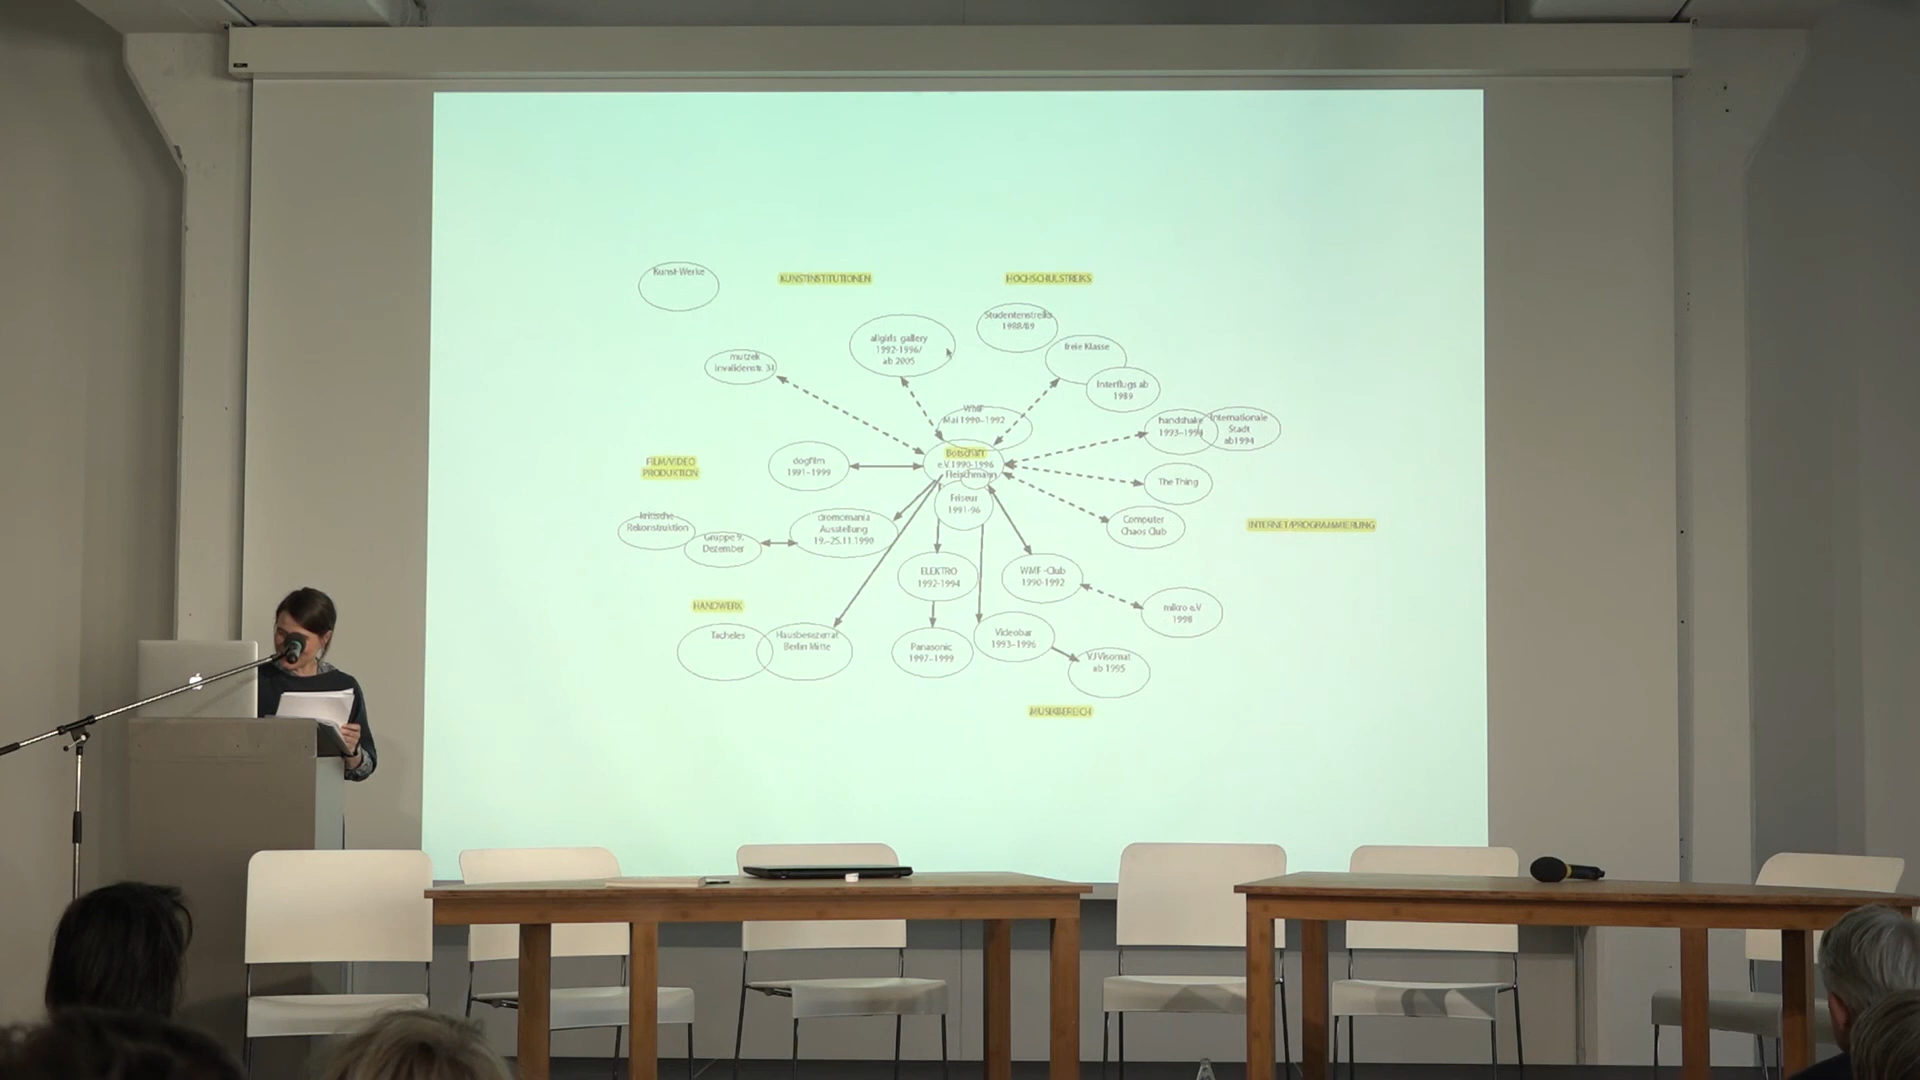 Kunst-Werke
KUNSTINSTITUTIONEN
HOCHSCHULSTREIKS
Studentenstreiks
1988/89
allgirls gallery
1992-1996/
ab 2005
freie Klasse
mutzek
Invalidenstr. 31
Interflugs ab
1989
WMF
Mai 1990–1992
handshake
1993–1994
Internationale
Stadt
ab1994
Botschaft
e.V. 1990-1996
Fleischmann
FILM/VIDEO
PRODUKTION
dogfilm
1991–1999
The Thing
Friseur
1991-96
kritische
Rekonstruktion
Gruppe 9.
Dezember
dromomania
Ausstellung
19.–25.11.1990
Computer
Chaos Club
INTERNET/PROGRAMMIERUNG
ELEKTRO
1992-1994
WMF -Club
1990-1992
HANDWERK
mikro e.V
1998
Tacheles
Hausbesetzerrat
Berlin Mitte
Panasonic
1997–1999
Videobar
1993–1996
VJ Visomat
ab 1995
MUSIKBEREICH